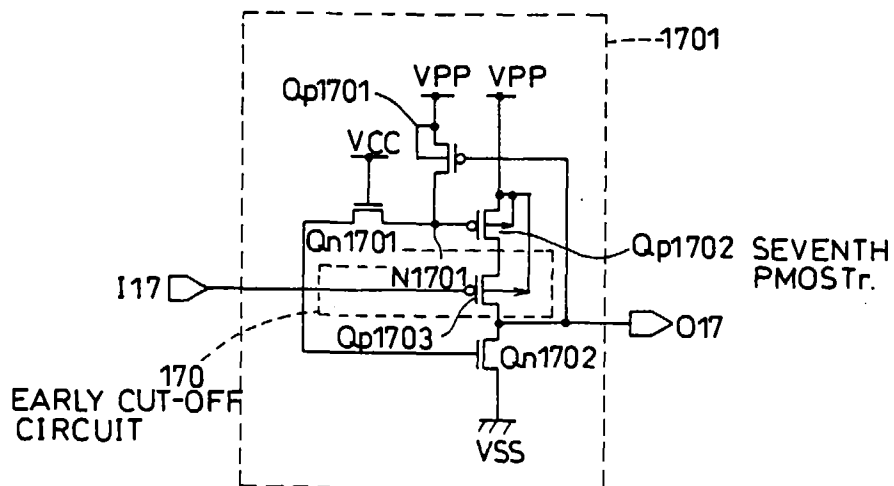 1701
VPP VPP
Qp1701
VCC
Qn1701
Qp1702 SEVENTH
PMOSTr.
N1701
I17
O17
Qp1703
Qn1702
170
EARLY CUT-OFF
CIRCUIT
VSS